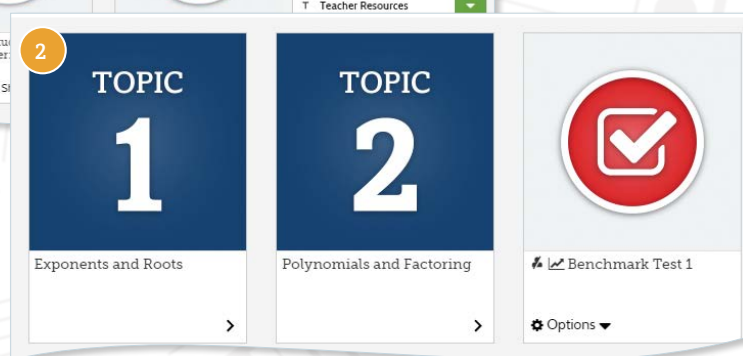 T Teacher Resources
2
TOPIC
1
Exponents and Roots
TOPIC
2
Polynomials and Factoring
Benchmark Test 1
Options